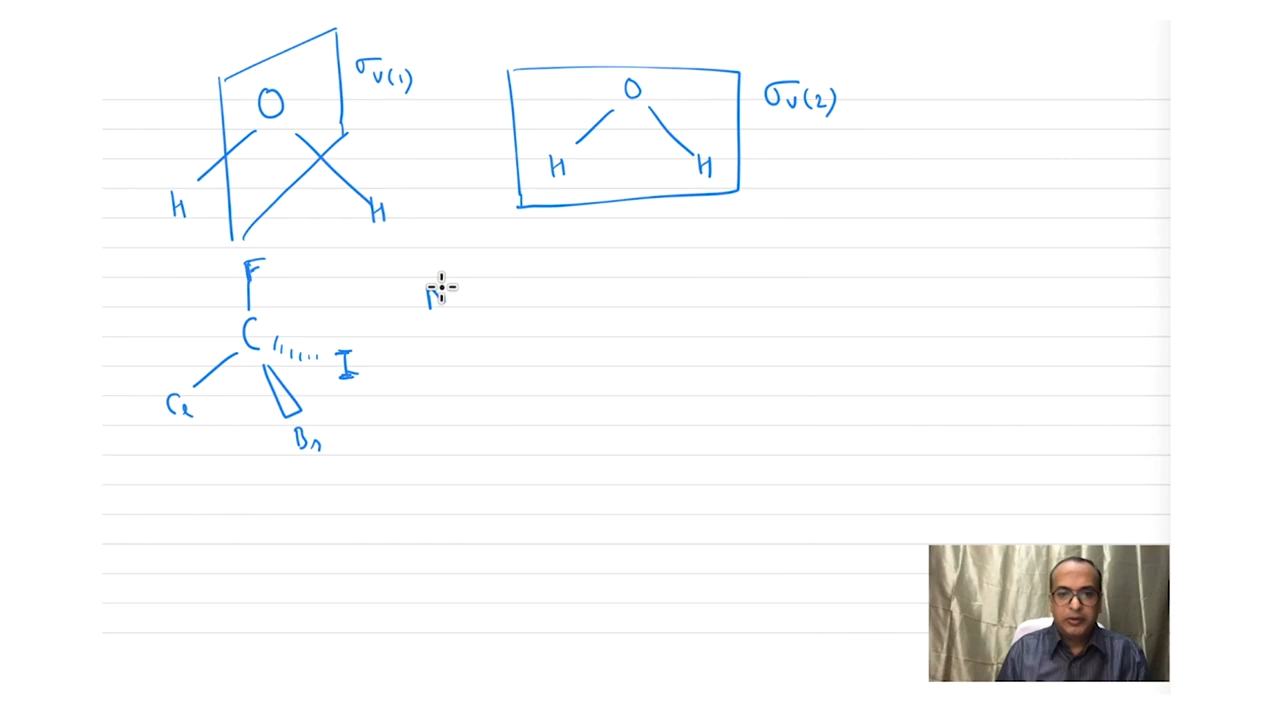 O σv(1)
H H
O σv(2)
H H
F
C I
Cl
Br